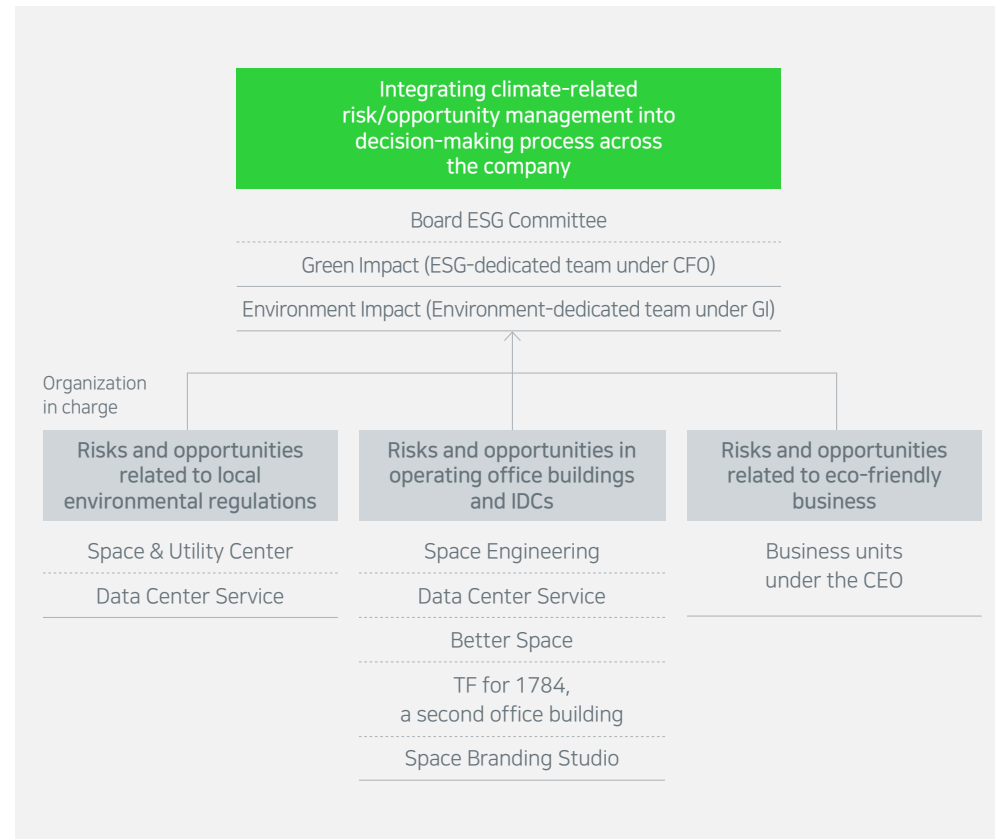 Integrating climate-related
risk/opportunity management into
decision-making process across
the company
Board ESG Committee
Green Impact (ESG-dedicated team under CFO)
Environment Impact (Environment-dedicated team under GI)
Organization
in charge
Risks and opportunities
related to local
environmental regulations
Space & Utility Center
Data Center Service
Risks and opportunities in
operating office buildings
and IDCs
Space Engineering
Data Center Service
Better Space
TF for 1784,
a second office building
Space Branding Studio
Risks and opportunities
related to eco-friendly
business
Business units
under the CEO